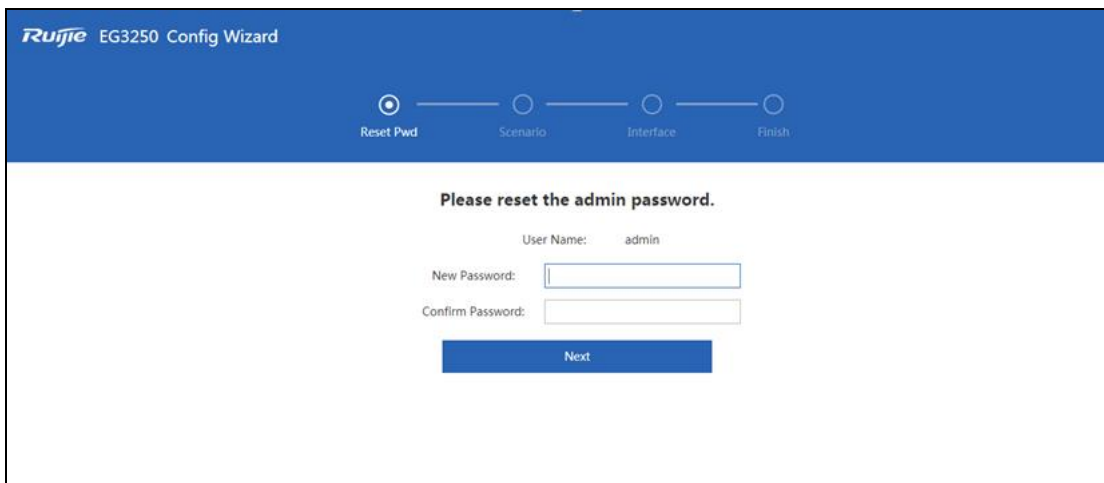 Ruijie EG3250 Config Wizard
Reset Pwd Scenario Interface Finish
Please reset the admin password.
User Name: admin
New Password:
Confirm Password:
Next